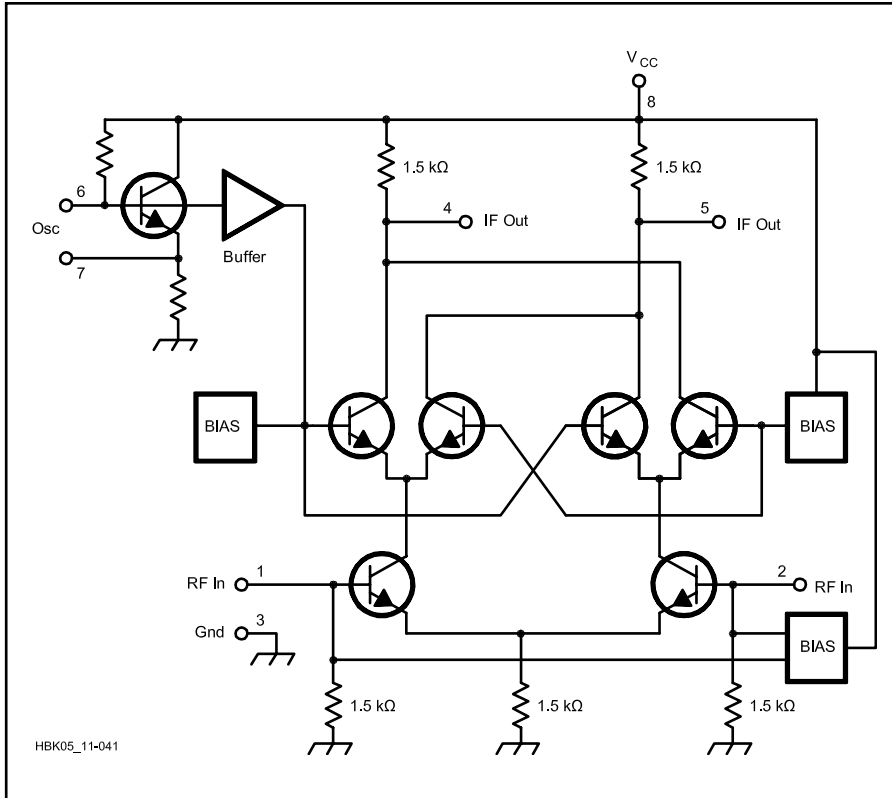 V CC
8
1.5 kΩ
1.5 kΩ
6
4
IF Out
5
IF Out
Osc
7
Buffer
BIAS
BIAS
1
RF In
2
RF In
3
Gnd
BIAS
1.5 kΩ
1.5 kΩ
1.5 kΩ
HBK05_11-041